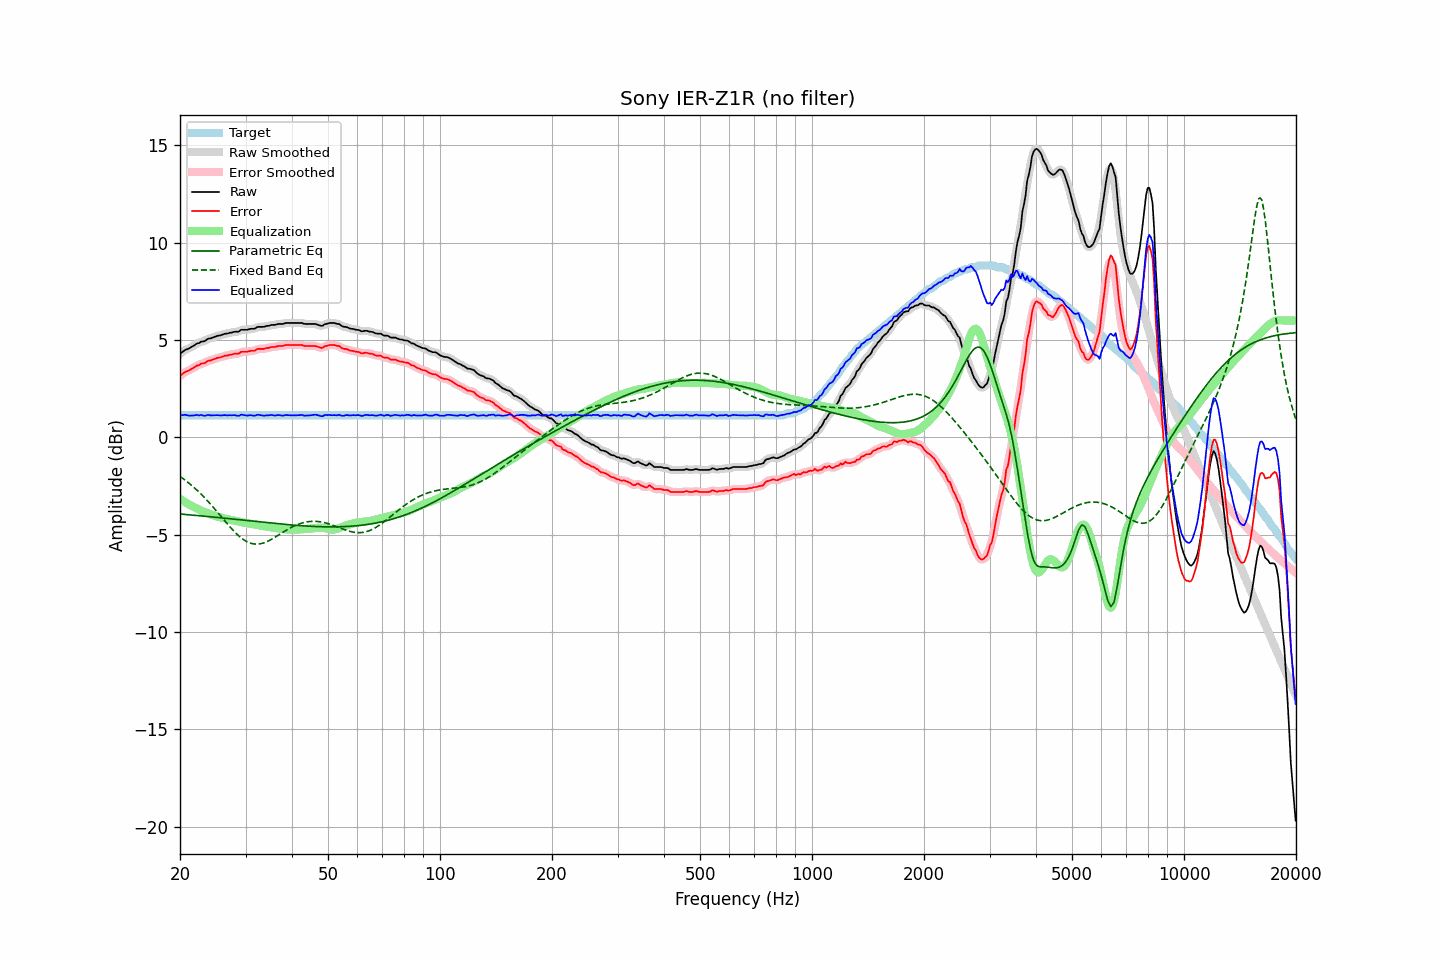 Sony IER-Z1R (no filter)
Target
Raw Smoothed
Error Smoothed
Raw
Error
Equalization
Parametric Eq
Fixed Band Eq
Equalized
Amplitude (dBr)
15
10
5
0
−5
−10
−15
−20
20 50 100 200 500 1000 2000 5000 10000 20000
Frequency (Hz)